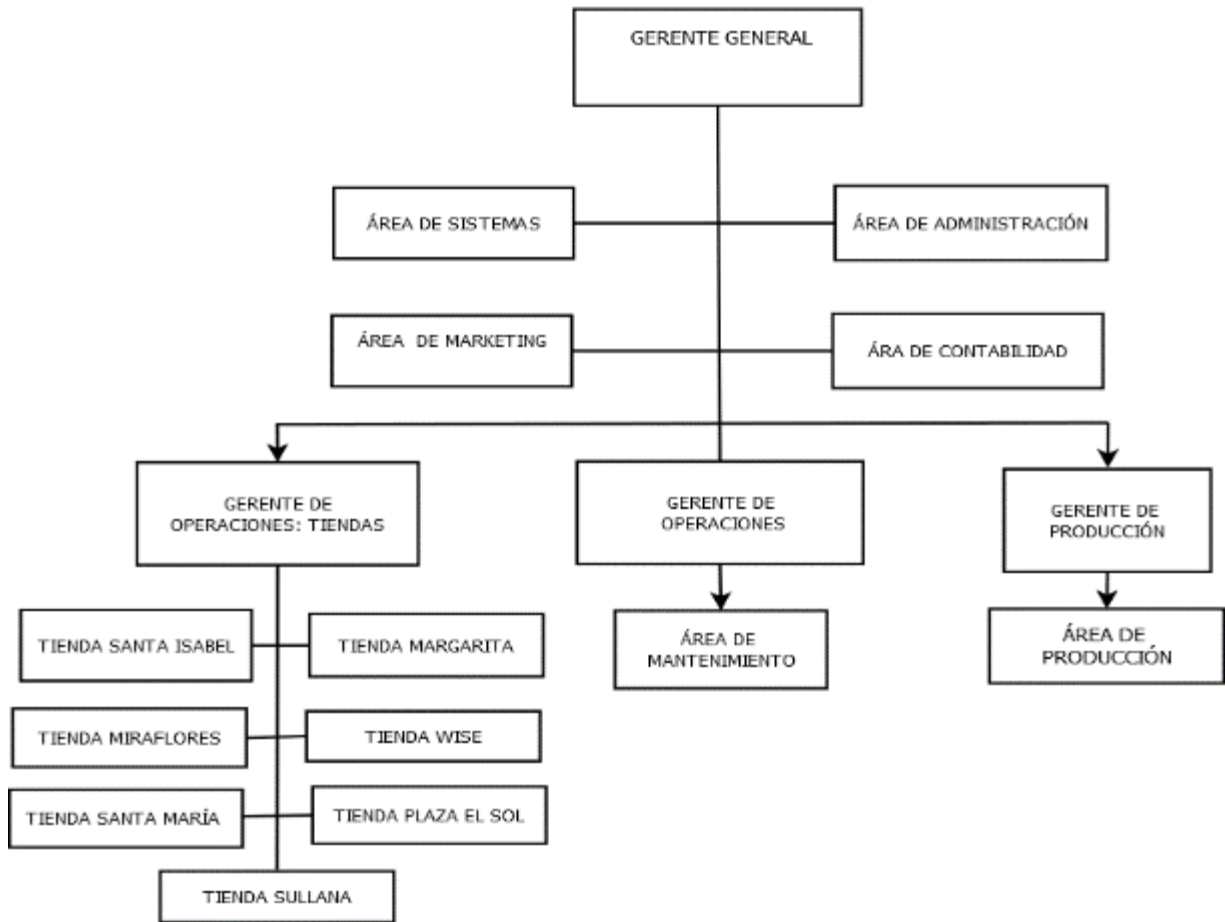 GERENTE GENERAL
ÁREA DE SISTEMAS
ÁREA DE ADMINISTRACIÓN
ÁREA DE MARKETING
ÁRA DE CONTABILIDAD
GERENTE DE
OPERACIONES: TIENDAS
GERENTE DE
OPERACIONES
GERENTE DE
PRODUCCIÓN
TIENDA SANTA ISABEL
TIENDA MARGARITA
ÁREA DE
MANTENIMIENTO
ÁREA DE
PRODUCCIÓN
TIENDA MIRAFLORES
TIENDA WISE
TIENDA SANTA MARÍA
TIENDA PLAZA EL SOL
TIENDA SULLANA